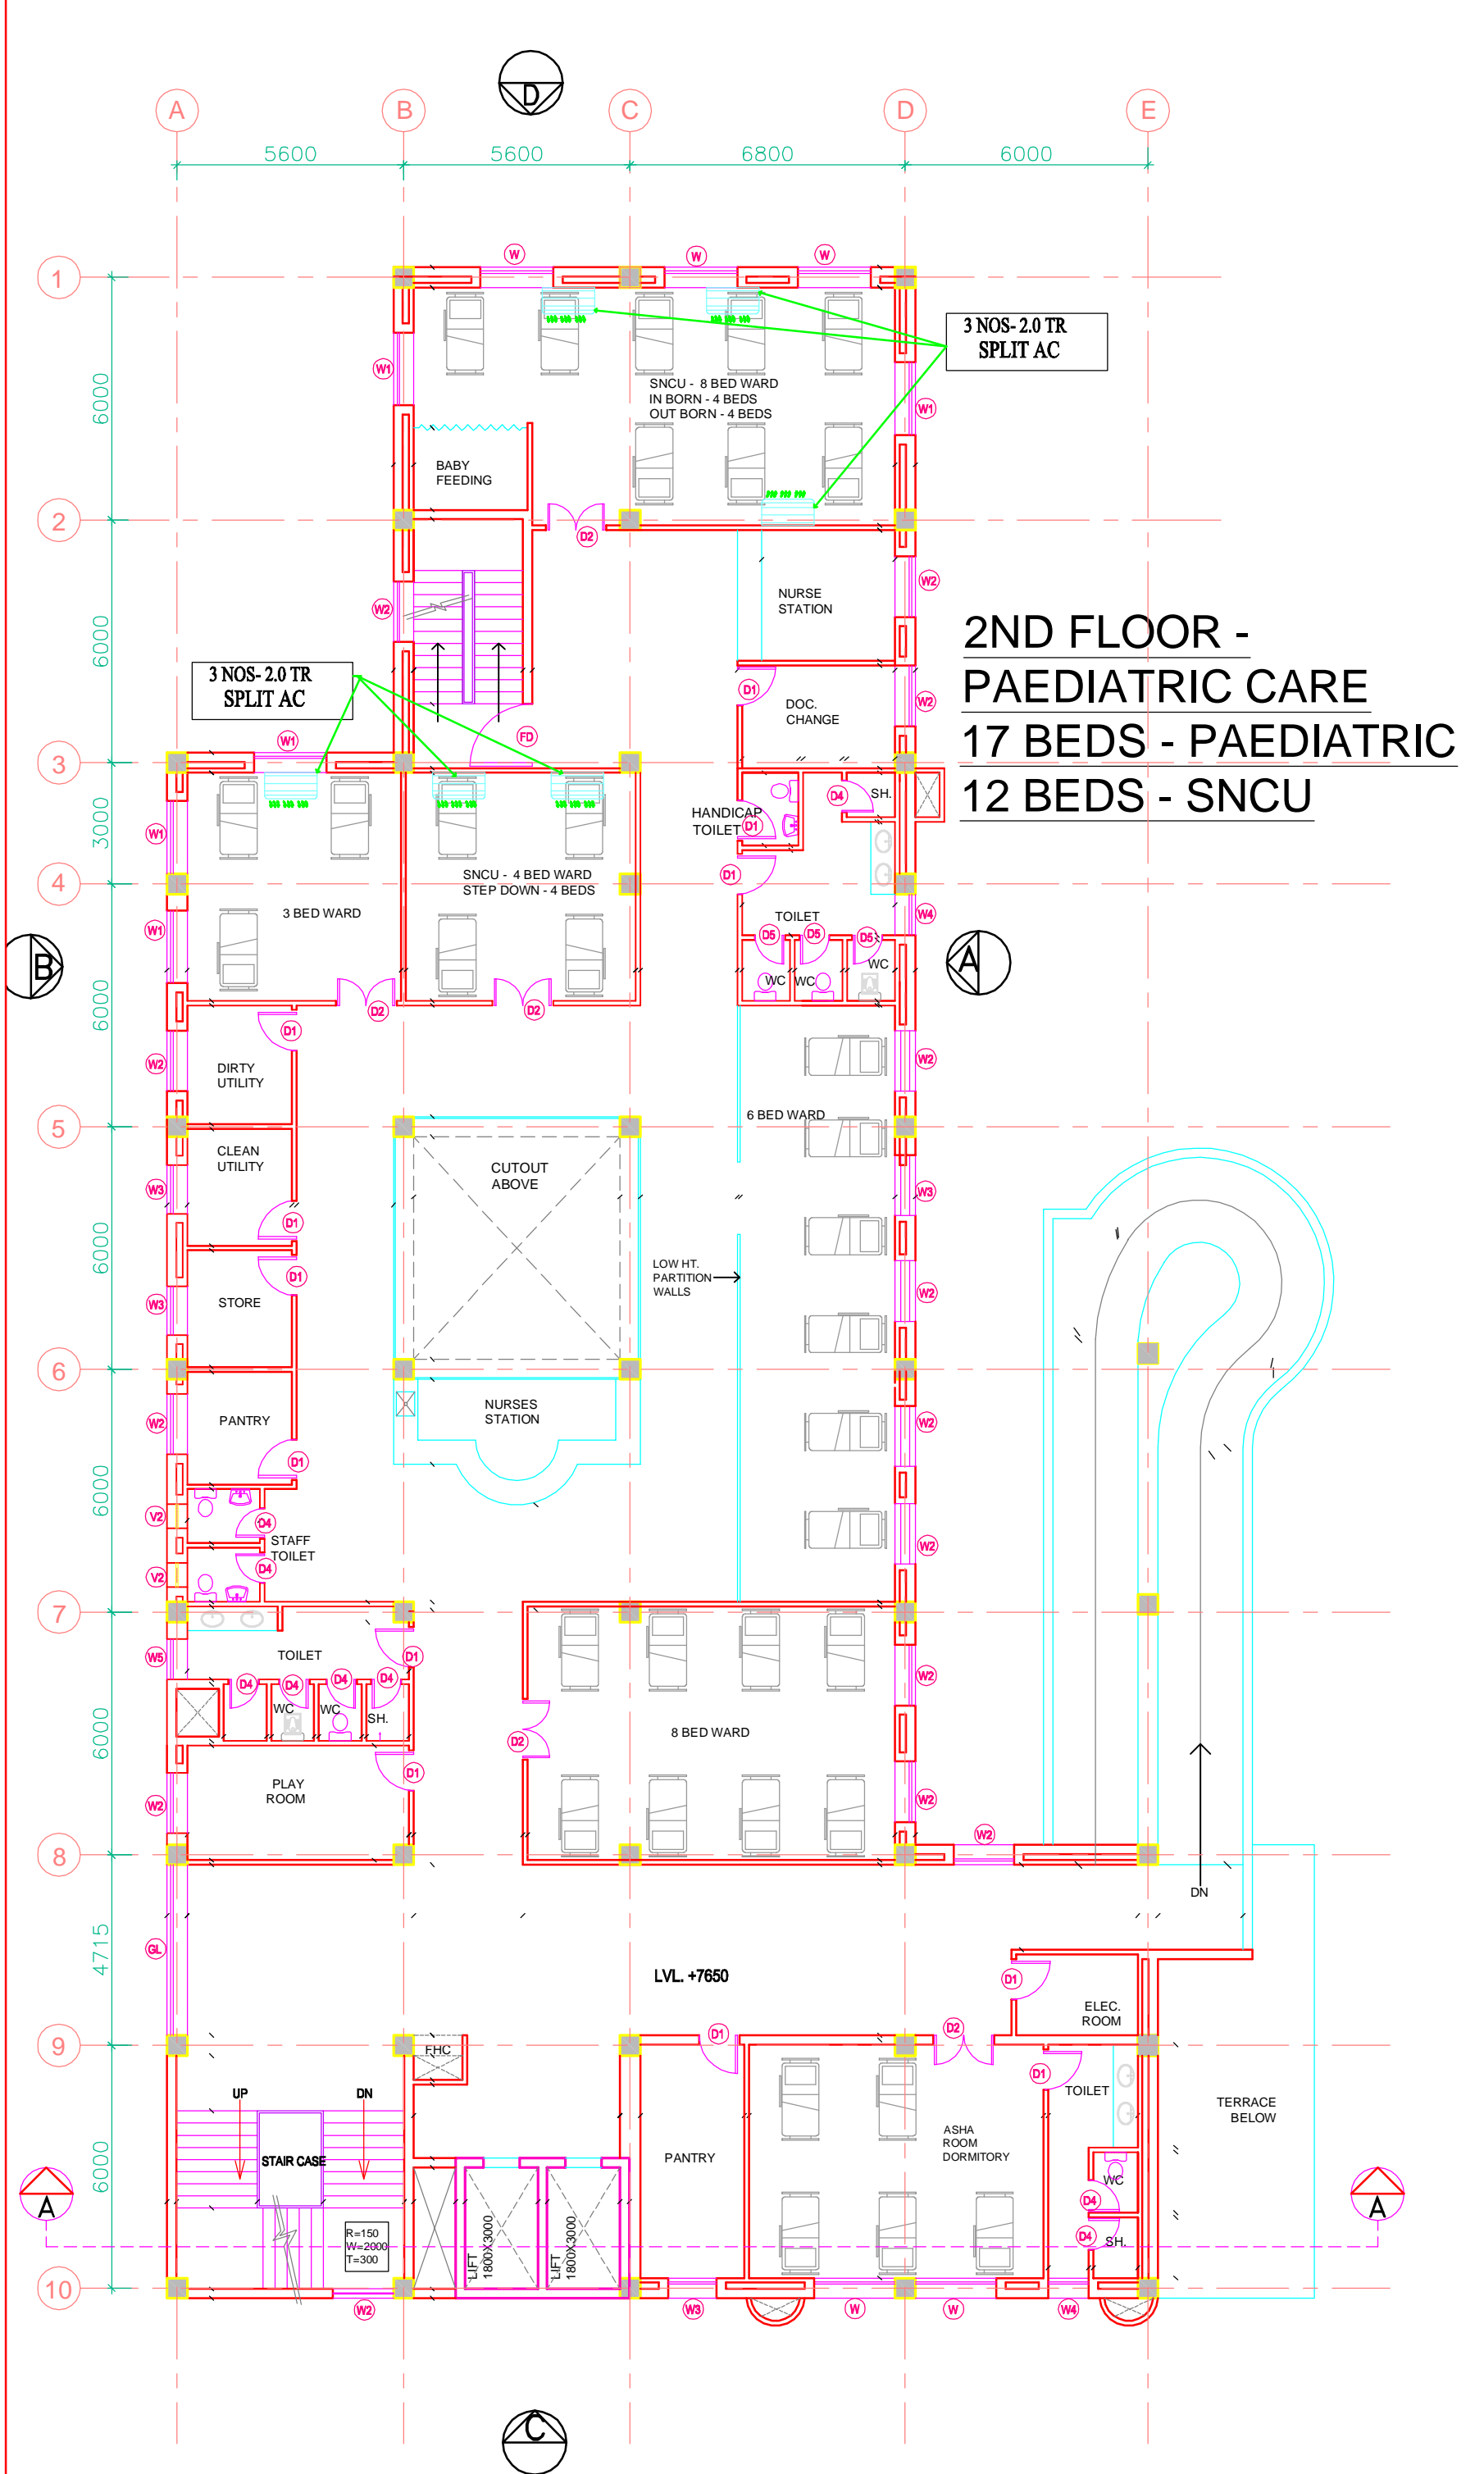 D
A B C D E
5600 5600 6800 6000
W W W
1
3 NOS- 2.0 TR
SPLIT AC
W1
6000
SNCU - 8 BED WARD
IN BORN - 4 BEDS
OUT BORN - 4 BEDS
W1
BABY
FEEDING
2
D2
W2
NURSE
STATION
W2
6000
2ND FLOOR -
PAEDIATRIC CARE
17 BEDS - PAEDIATRIC
12 BEDS - SNCU
3 NOS- 2.0 TR
SPLIT AC
D1
W2
DOC.
CHANGE
FD
W1
3
D4
SH.
HANDICAP
TOILET
D1
W1
3000
D1
SNCU - 4 BED WARD
STEP DOWN - 4 BEDS
4
3 BED WARD
TOILET
W4
W1
D5 D5 D5
WC
WC WC
B
A
6000
D2
D2
D1
DIRTY
UTILITY
W2
W2
6 BED WARD
5
CLEAN
UTILITY
CUTOUT
ABOVE
W3
W3
D1
6000
LOW HT.
PARTITION
WALLS
D1
W2
STORE
W3
6
NURSES
STATION
PANTRY
W2
W2
D1
6000
V2
D4
STAFF
TOILET
W2
V2
D4
7
TOILET
D1
W5
W2
D4 D4 D4 D4
WC WC
SH.
8 BED WARD
D2
6000
D1
PLAY
ROOM
W2
W2
W2
8
DN
4715
GL
LVL. +7650
D1
ELEC.
ROOM
D1
D2
9
FHC
D1
TOILET
UP
DN
TERRACE
BELOW
ASHA
ROOM
DORMITORY
STAIR CASE
PANTRY
6000
WC
D4
A
A
R=150
W=2000
T=300
LIFT
1800X3000
LIFT
1800X3000
D4
SH.
10
W2
W3
W
W
W4
C